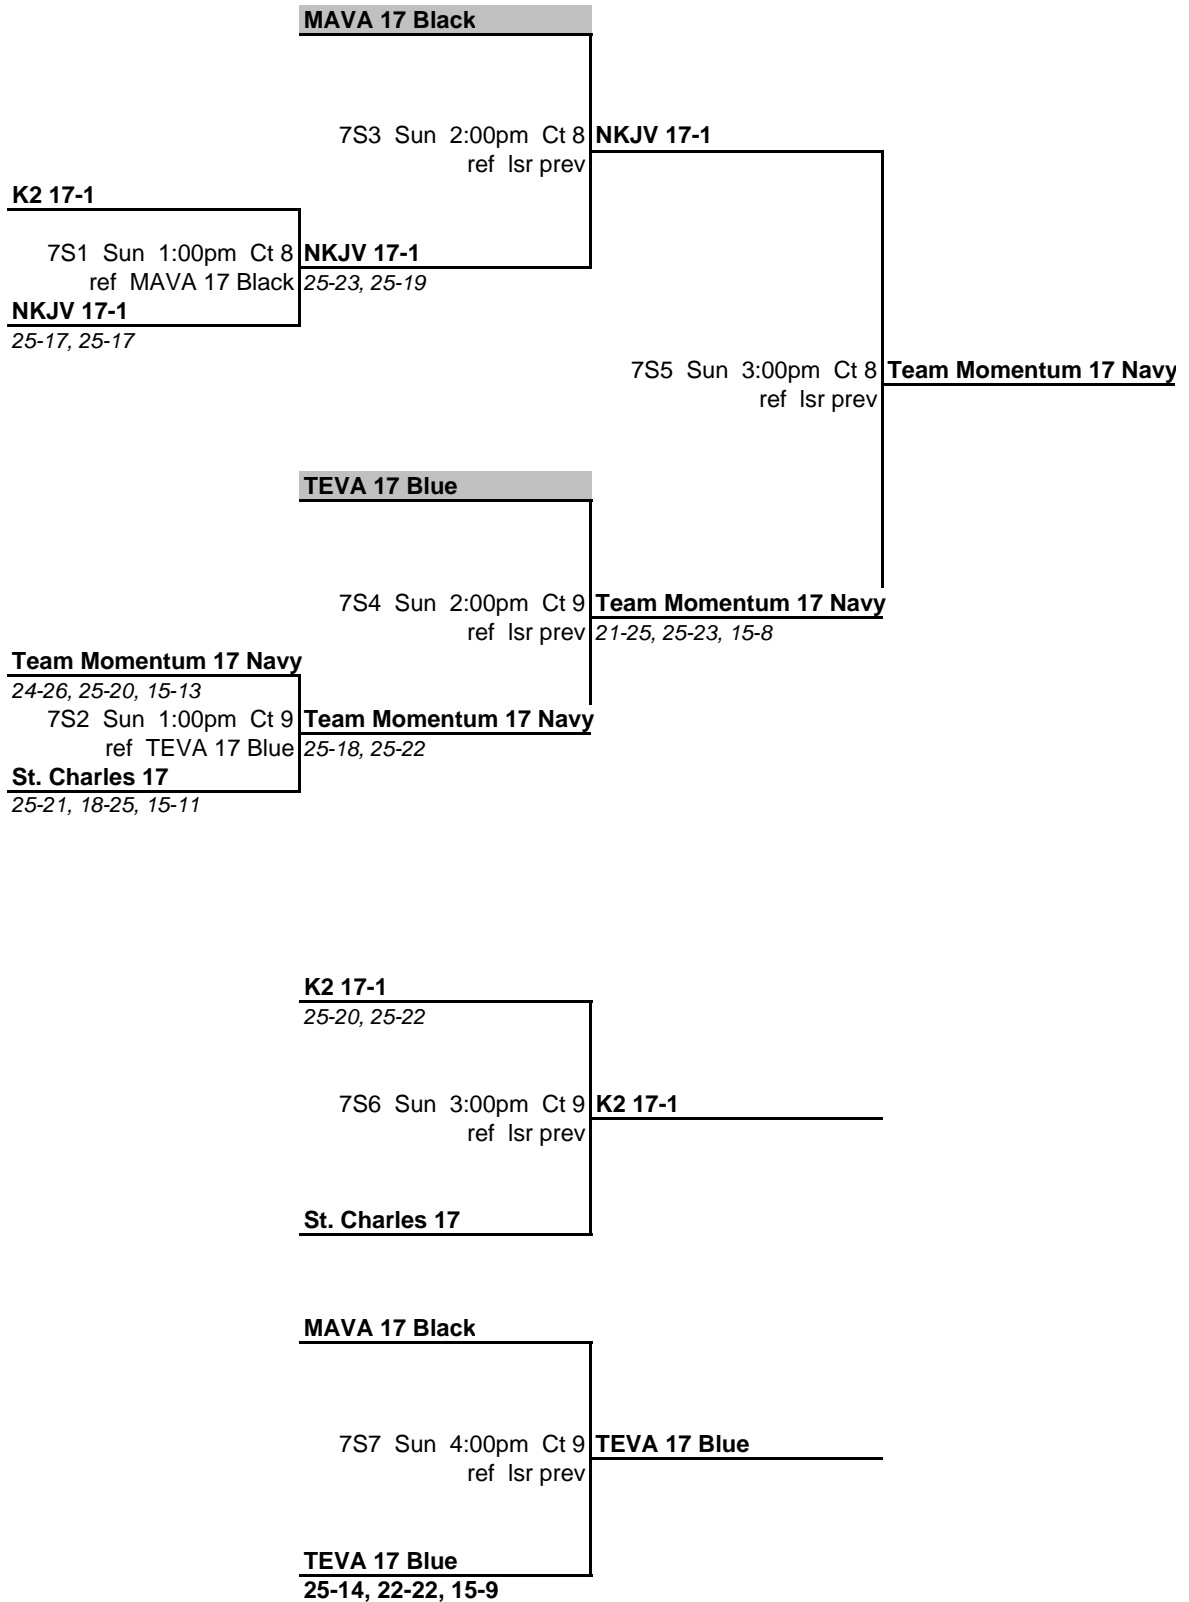 MAVA 17 Black
7S3 Sun 2:00pm Ct 8 NKJV 17-1
ref lsr prev
K2 17-1
7S1 Sun 1:00pm Ct 8 NKJV 17-1
ref MAVA 17 Black 25-23, 25-19
NKJV 17-1
25-17, 25-17
7S5 Sun 3:00pm Ct 8 Team Momentum 17 Navy
ref lsr prev
TEVA 17 Blue
7S4 Sun 2:00pm Ct 9 Team Momentum 17 Navy
ref lsr prev 21-25, 25-23, 15-8
Team Momentum 17 Navy
24-26, 25-20, 15-13
7S2 Sun 1:00pm Ct 9 Team Momentum 17 Navy
ref TEVA 17 Blue 25-18, 25-22
St. Charles 17
25-21, 18-25, 15-11
K2 17-1
25-20, 25-22
7S6 Sun 3:00pm Ct 9 K2 17-1
ref lsr prev
St. Charles 17
MAVA 17 Black
7S7 Sun 4:00pm Ct 9 TEVA 17 Blue
ref lsr prev
TEVA 17 Blue
25-14, 22-22, 15-9